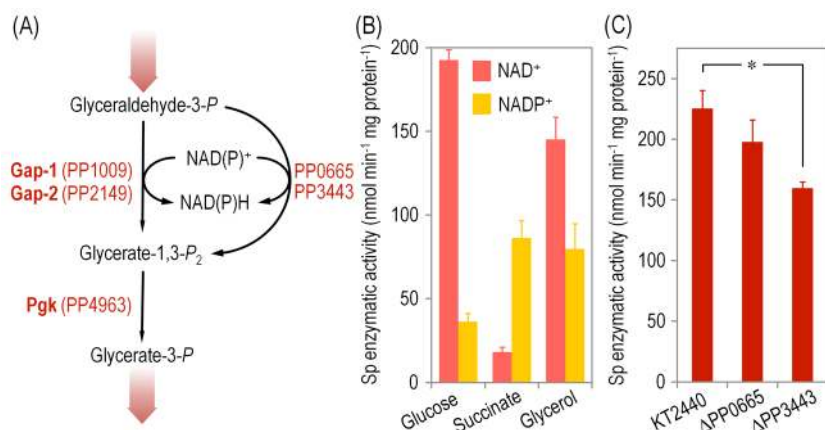 (A)
Glyceraldehyde-3-P
Gap-1 (PP1009)
Gap-2 (PP2149)
NAD(P)⁺
NAD(P)H
PP0665
PP3443
Glycerate-1,3-P₂
Pgk (PP4963)
Glycerate-3-P
(B)
Sp enzymatic activity (nmol min⁻¹ mg protein⁻¹)
200
150
100
50
0
NAD⁺
NADP⁺
Glucose
Succinate
Glycerol
(C)
Sp enzymatic activity (nmol min⁻¹ mg protein⁻¹)
250
200
150
100
50
0
*
KT2440
ΔPP0665
ΔPP3443